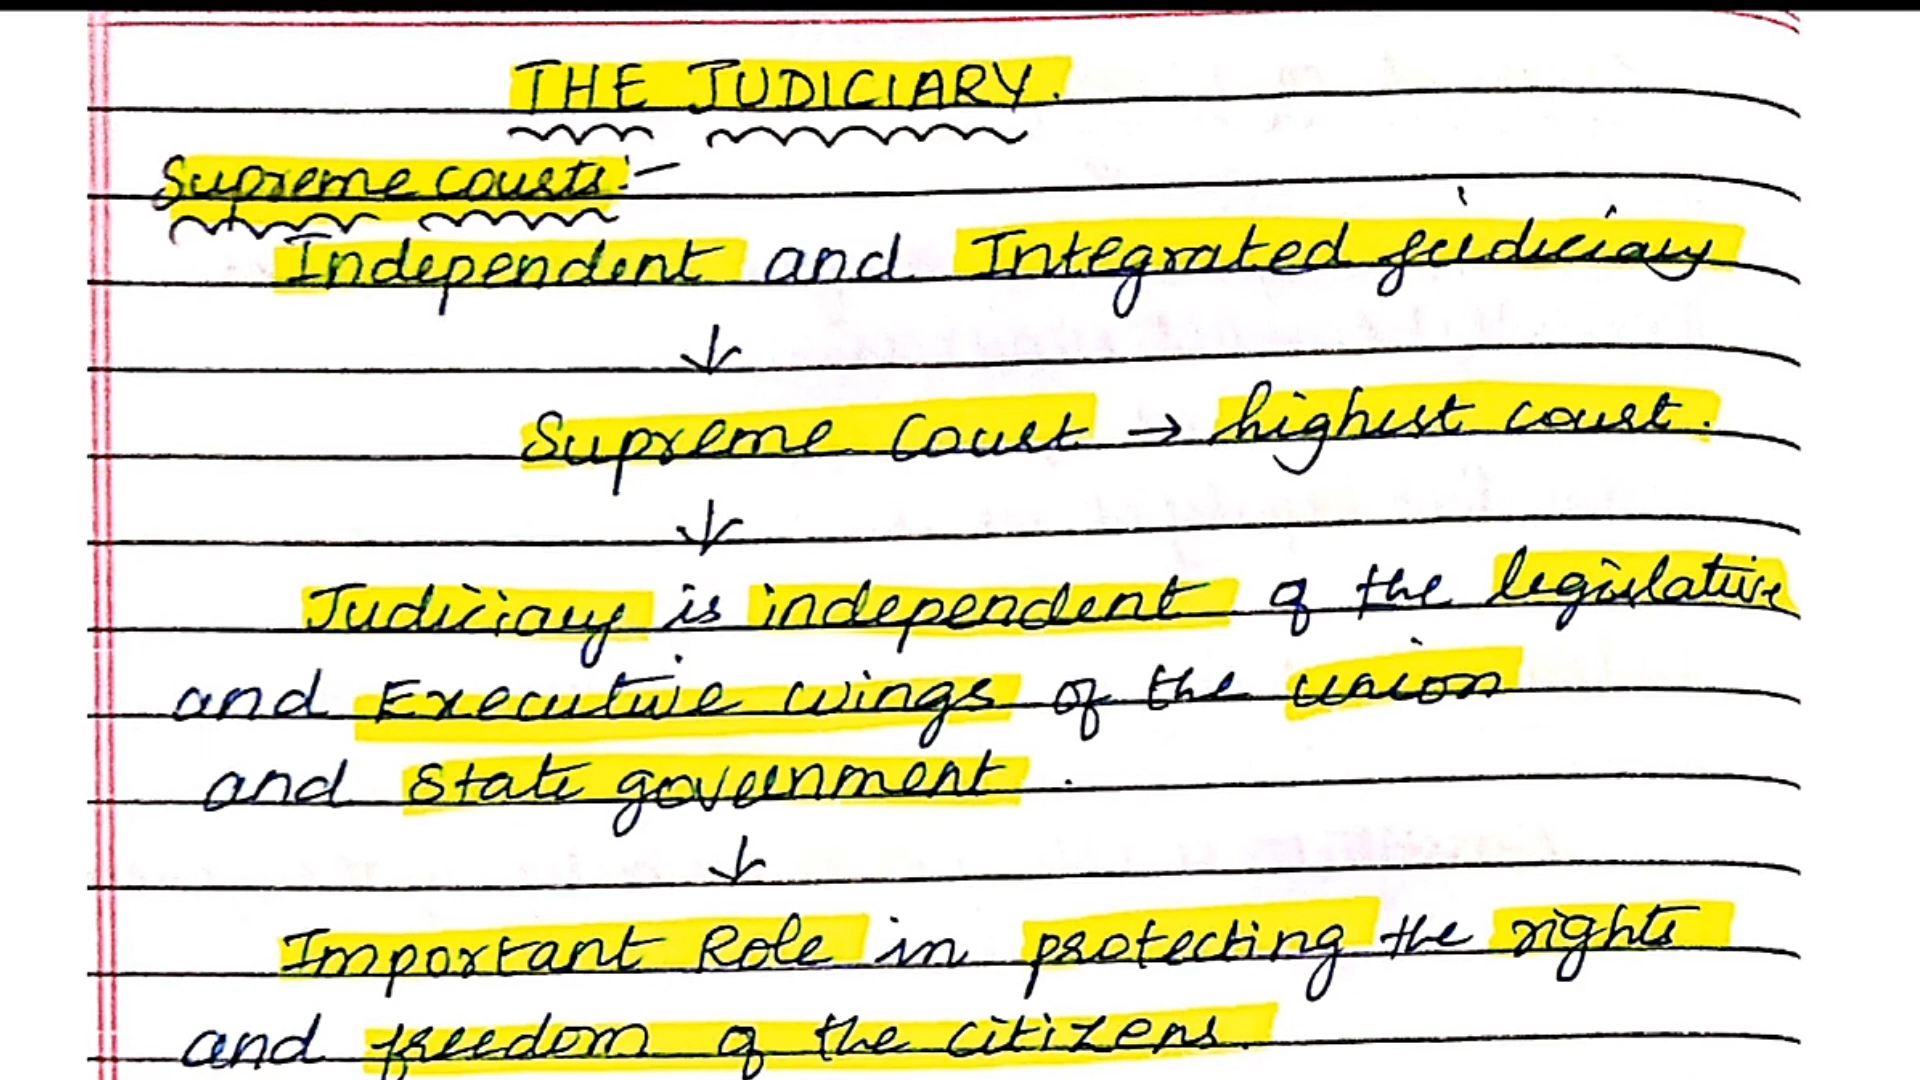 THE JUDICIARY.
Supreme courts:-
Independent and Integrated judiciary
↓
Supreme Court → highest court.
↓
Judiciary is independent of the legislative
and Executive wings of the union
and state government.
↓
Important Role in protecting the rights
and freedom of the citizens.